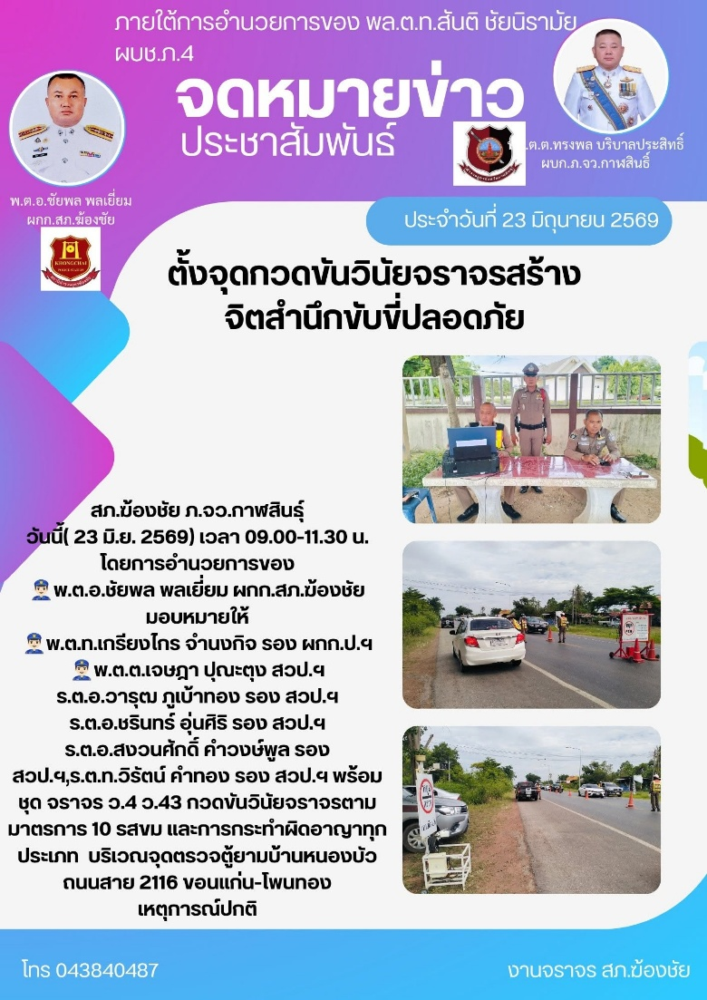 ภายใต้การอำนวยการของ พล.ต.ท.สันติ ชัยนิรามัย
ผบช.ภ.4
จดหมายข่าว
ประชาสัมพันธ์
ต.ต.ทรงพล บริบาลประสิทธิ์
ผบก.ภ.จว.กาฬสินธิ์
พ.ต.อ.ชัยพล พลเยี่ยม
ผกก.สภ.ฆ้องชัย
KHONGCHAI
POLICE STATION
ประจำวันที่ 23 มิถุนายน 2569
ตั้งจุดกวดขันวินัยจราจรสร้าง
จิตสำนึกขับขี่ปลอดภัย
สภ.ฆ้องชัย ภ.จว.กาฬสินธุ์
วันนี้( 23 มิ.ย. 2569) เวลา 09.00-11.30 น.
โดยการอำนวยการของ
👮🏻‍♂️พ.ต.อ.ชัยพล พลเยี่ยม ผกก.สภ.ฆ้องชัย
มอบหมายให้
👮🏻‍♂️พ.ต.ท.เกรียงไกร จำนงกิจ รอง ผกก.ป.ฯ
👮🏻‍♂️พ.ต.ต.เจษฎา ปุณะตุง สวป.ฯ
ร.ต.อ.วารุฒ ภูเบ้าทอง รอง สวป.ฯ
ร.ต.อ.ชรินทร์ อุ่นศิริ รอง สวป.ฯ
ร.ต.อ.สงวนศักดิ์ คำวงษ์พูล รอง
สวป.ฯ,ร.ต.ท.วิรัตน์ คำทอง รอง สวป.ฯ พร้อม
ชุด จราจร ว.4 ว.43 กวดขันวินัยจราจรตาม
มาตรการ 10 รสขม และการกระทำผิดอาญาทุก
ประเภท บริเวณจุดตรวจตู้ยามบ้านหนองบัว
ถนนสาย 2116 ขอนแก่น-โพนทอง
เหตุการณ์ปกติ
โทร 043840487
งานจราจร สภ.ฆ้องชัย